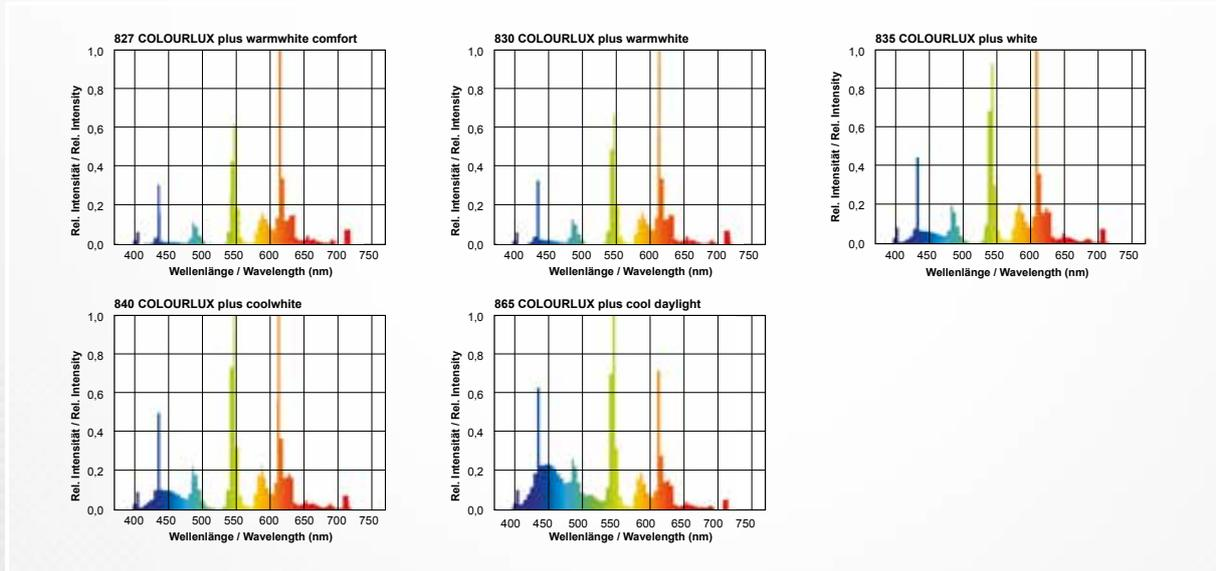 827 COLOURLUX plus warmwhite comfort
Rel. Intensität / Rel. Intensity
1,0
0,8
0,6
0,4
0,2
0,0
400 450 500 550 600 650 700 750
Wellenlänge / Wavelength (nm)
830 COLOURLUX plus warmwhite
Rel. Intensität / Rel. Intensity
1,0
0,8
0,6
0,4
0,2
0,0
400 450 500 550 600 650 700 750
Wellenlänge / Wavelength (nm)
835 COLOURLUX plus white
Rel. Intensität / Rel. Intensity
1,0
0,8
0,6
0,4
0,2
0,0
400 450 500 550 600 650 700 750
Wellenlänge / Wavelength (nm)
840 COLOURLUX plus coolwhite
Rel. Intensität / Rel. Intensity
1,0
0,8
0,6
0,4
0,2
0,0
400 450 500 550 600 650 700 750
Wellenlänge / Wavelength (nm)
865 COLOURLUX plus cool daylight
Rel. Intensität / Rel. Intensity
1,0
0,8
0,6
0,4
0,2
0,0
400 450 500 550 600 650 700 750
Wellenlänge / Wavelength (nm)